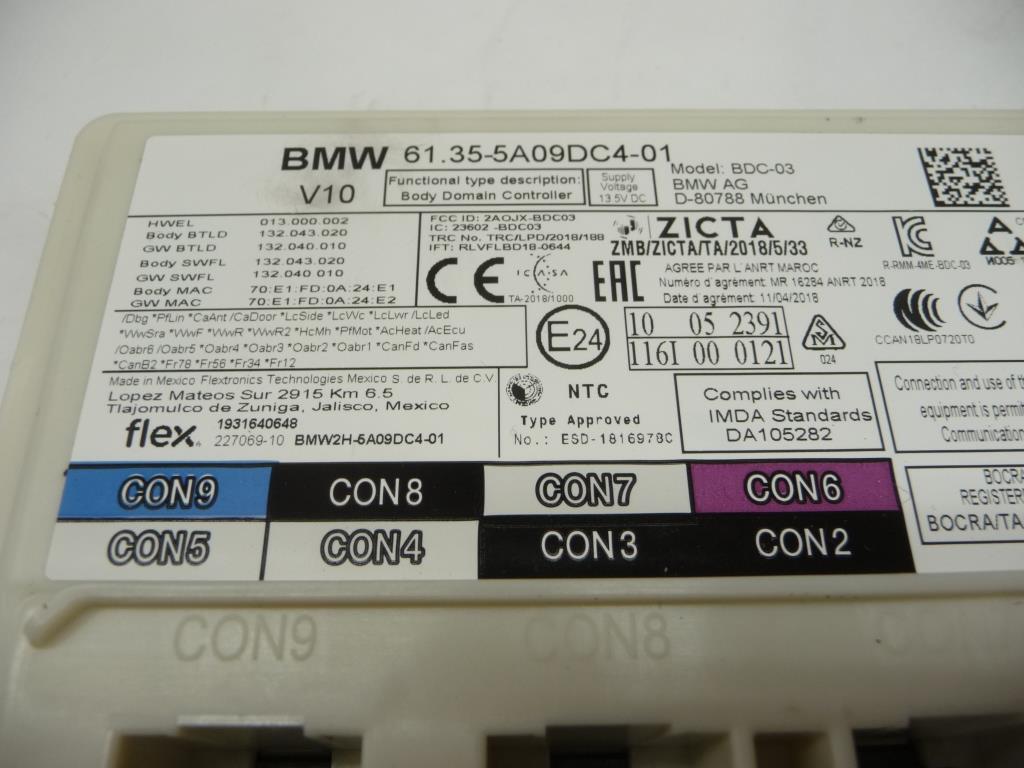 BMW 61.35-5A09DC4-01
V10
Functional type description:
Body Domain Controller
Supply
Voltage
13.5V DC
Model: BDC-03
BMW AG
D-80788 München
HWEL 013.000.002
Body BTLD 132.043.020
GW BTLD 132.040.010
Body SWFL 132.043.020
GW SWFL 132.040.010
Body MAC 70:E1:FD:0A:24:E1
GW MAC 70:E1:FD:0A:24:E2
FCC ID: 2AOJX-BDC03
IC: 23602 -BDC03
TRC No. TRC/LPD/2018/188
IFT: RLVFLBD18-0644
ZICTA
ZMB/ZICTA/TA/2018/5/33
R-NZ
R-RMM-4ME-BDC-03
CE
ICASA
TA-2018/1000
EAC
AGREE PAR L'ANRT MAROC
Numéro d'agrément: MR 16284 ANRT 2018
Date d'agrément: 11/04/2018
/Dbg *PfLin *CaAnt /CaDoor *LcSide *LcWc *LcLwr /LcLed
*WwSra *WwF *WwR *WwR2 *HcMh *PfMot *AcHeat /AcEcu
/Oabr6 /Oabr5 *Oabr4 *Oabr3 *Oabr2 *Oabr1 *CanFd *CanFas
*CanB2 *Fr78 *Fr56 *Fr34 *Fr12
E24
10 05 2391
116I 00 0121
SM
024
CCAN18LP0720T0
Made in Mexico Flextronics Technologies Mexico S. de R. L. de C.V.
Lopez Mateos Sur 2915 Km 6.5
Tlajomulco de Zuniga, Jalisco, Mexico
flex.
1931640648
227069-10 BMW2H-5A09DC4-01
NTC
Type Approved
No.: ESD-1816978C
Complies with
IMDA Standards
DA105282
Connection and use of
equipment is
BOCRA/TA
CON9 CON8 CON7 CON6
CON5 CON4 CON3 CON2
CON9 CON8